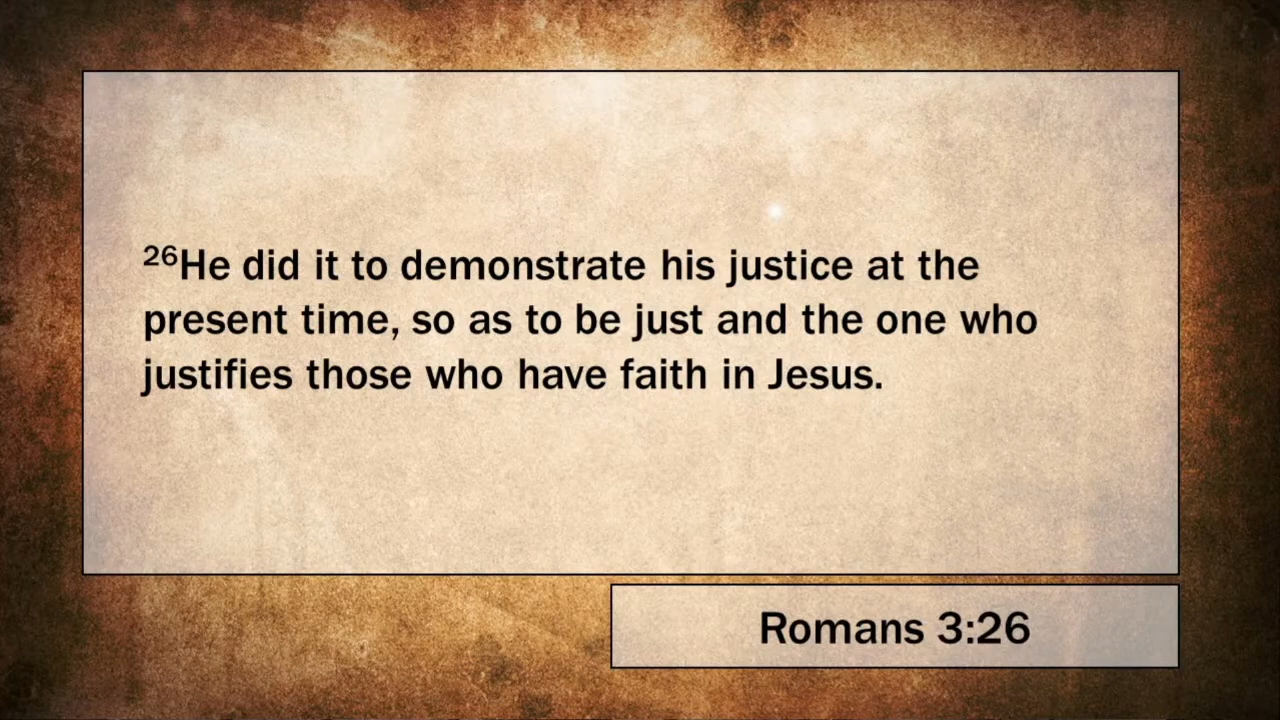 ²⁶He did it to demonstrate his justice at the
present time, so as to be just and the one who
justifies those who have faith in Jesus.
Romans 3:26